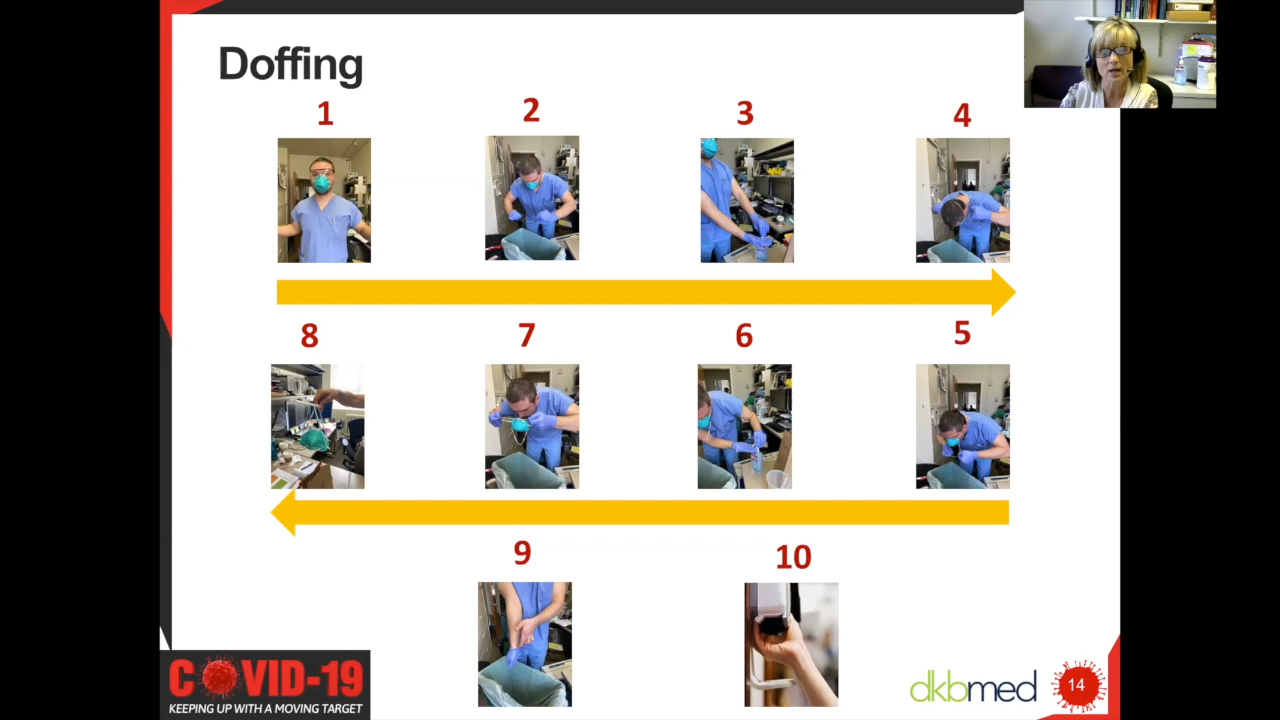 Doffing
1 2 3 4
8 7 6 5
9 10
COVID-19
KEEPING UP WITH A MOVING TARGET
dkbmed
14